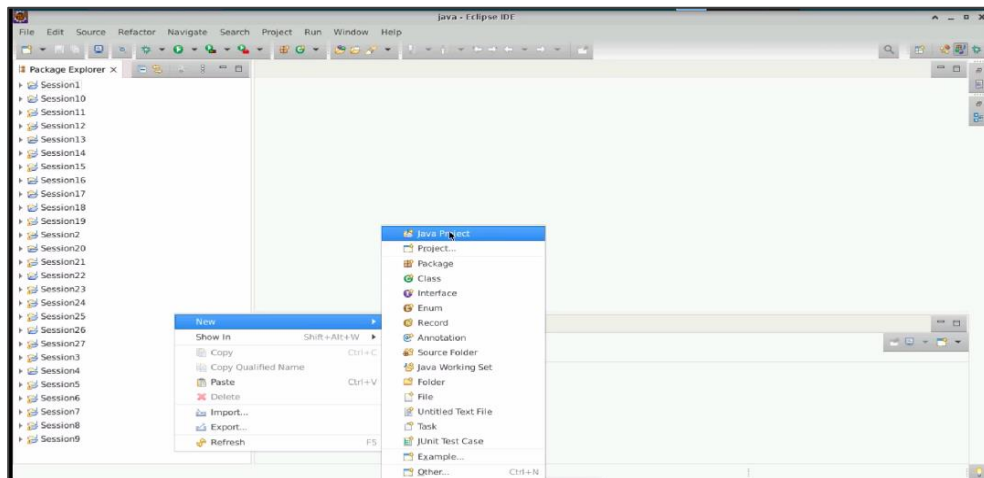 java - Eclipse IDE
File Edit Source Refactor Navigate Search Project Run Window Help
Package Explorer
Session1
Session10
Session11
Session12
Session13
Session14
Session15
Session16
Session17
Session18
Session19
Session2
Session20
Session21
Session22
Session23
Session24
Session25
Session26
Session27
Session3
Session4
Session5
Session6
Session7
Session8
Session9
New
Show In Shift+Alt+W
Copy Ctrl+C
Copy Qualified Name
Paste Ctrl+V
Delete
Import...
Export...
Refresh F5
Java Project
Project...
Package
Class
Interface
Enum
Record
Annotation
Source Folder
Java Working Set
Folder
File
Untitled Text File
Task
JUnit Test Case
Example...
Other... Ctrl+N